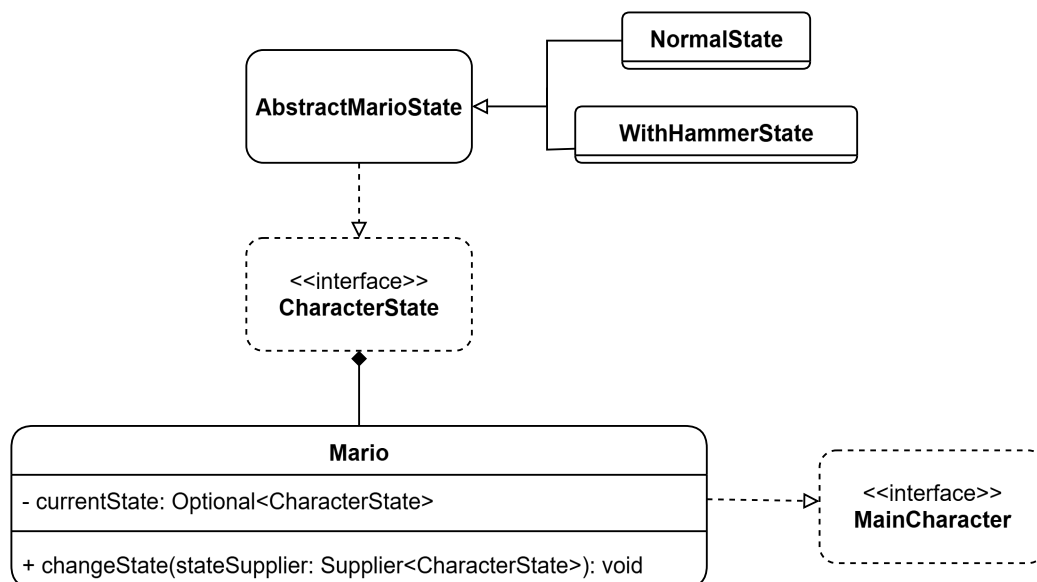 NormalState
AbstractMarioState
WithHammerState
<<interface>>
CharacterState
Mario
- currentState: Optional<CharacterState>
+ changeState(stateSupplier: Supplier<CharacterState>): void
<<interface>>
MainCharacter